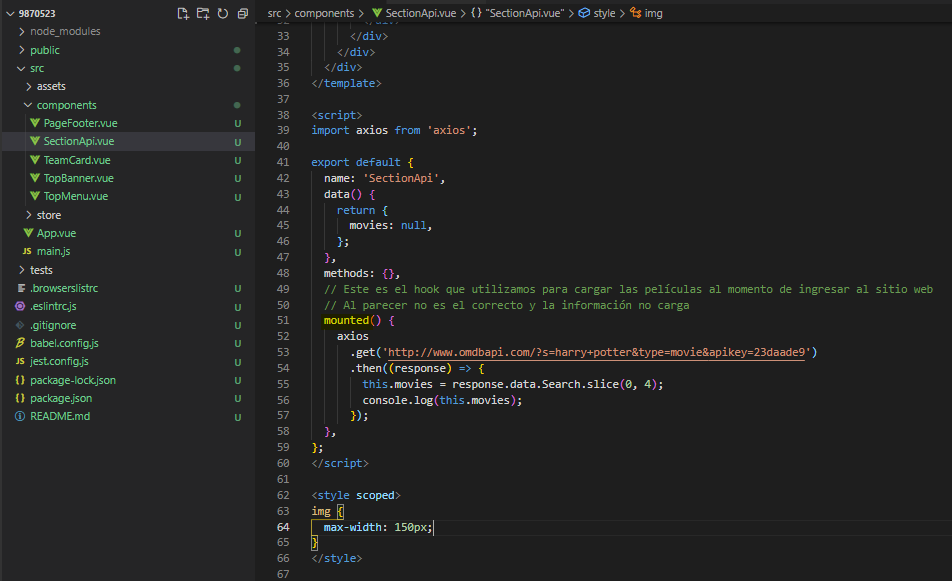 9870523
node_modules
public
src
assets
components
PageFooter.vue U
SectionApi.vue U
TeamCard.vue U
TopBanner.vue U
TopMenu.vue U
store
App.vue U
JS main.js U
tests
.browserslistrc U
.eslintrc.js U
.gitignore U
babel.config.js U
JS jest.config.js U
{} package-lock.json U
{} package.json U
README.md U
src > components > SectionApi.vue > {} "SectionApi.vue" > style > img
33 </div>
34 </div>
35 </div>
36 </template>
37
38 <script>
39 import axios from 'axios';
40
41 export default {
42 name: 'SectionApi',
43 data() {
44 return {
45 movies: null,
46 };
47 },
48 methods: {},
49 // Este es el hook que utilizamos para cargar las películas al momento de ingresar al sitio web
50 // Al parecer no es el correcto y la información no carga
51 mounted() {
52 axios
53 .get('http://www.omdbapi.com/?s=harry+potter&type=movie&apikey=23daade9')
54 .then((response) => {
55 this.movies = response.data.Search.slice(0, 4);
56 console.log(this.movies);
57 });
58 },
59 };
60 </script>
61
62 <style scoped>
63 img {
64 max-width: 150px;
65 }
66 </style>
67